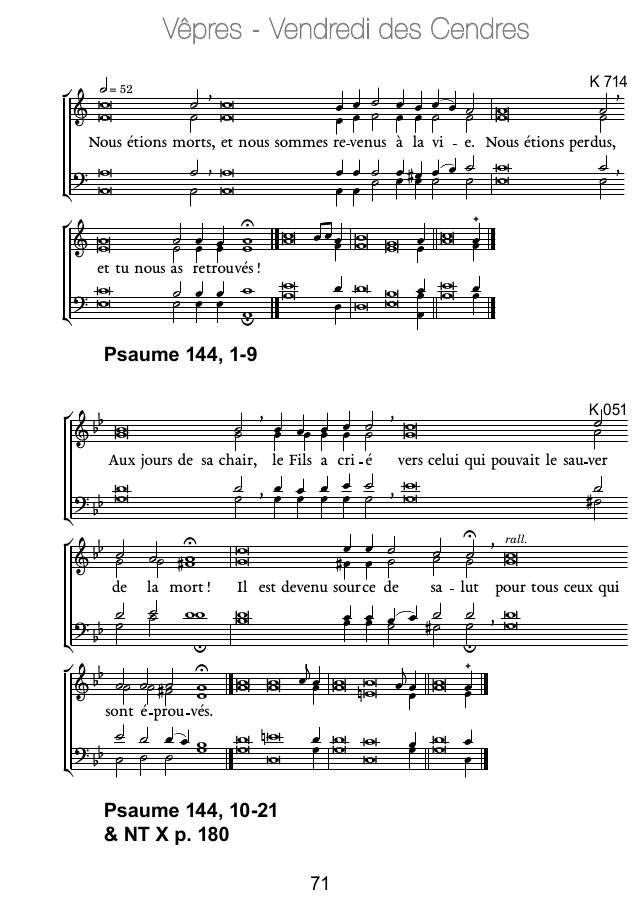 Vêpres - Vendredi des Cendres
K 714
= 52
Nous étions morts, et nous sommes re-venus à la vi - e. Nous étions perdus,
et tu nous as retrouvés !
Psaume 144, 1-9
K 051
Aux jours de sa chair, le Fils a cri-é vers celui qui pouvait le sau-ver
rall.
de la mort ! Il est devenu source de sa - lut pour tous ceux qui
sont é-prou-vés.
Psaume 144, 10-21
& NT X p. 180
71